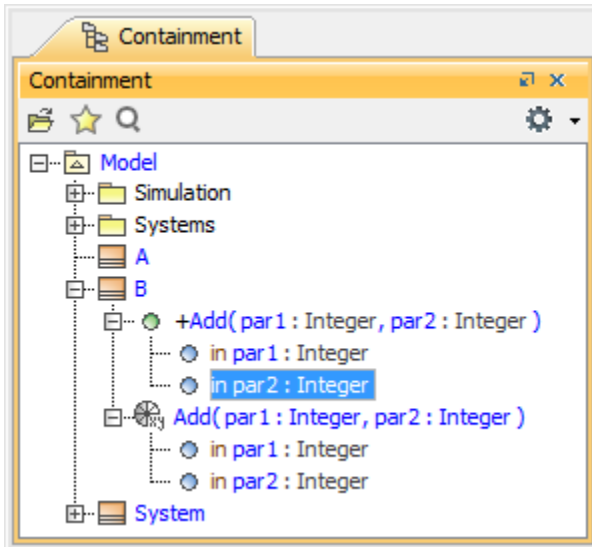 Containment
Containment
Model
Simulation
Systems
A
B
+Add( par1 : Integer, par2 : Integer )
in par1 : Integer
in par2 : Integer
xy Add( par1 : Integer, par2 : Integer )
in par1 : Integer
in par2 : Integer
System